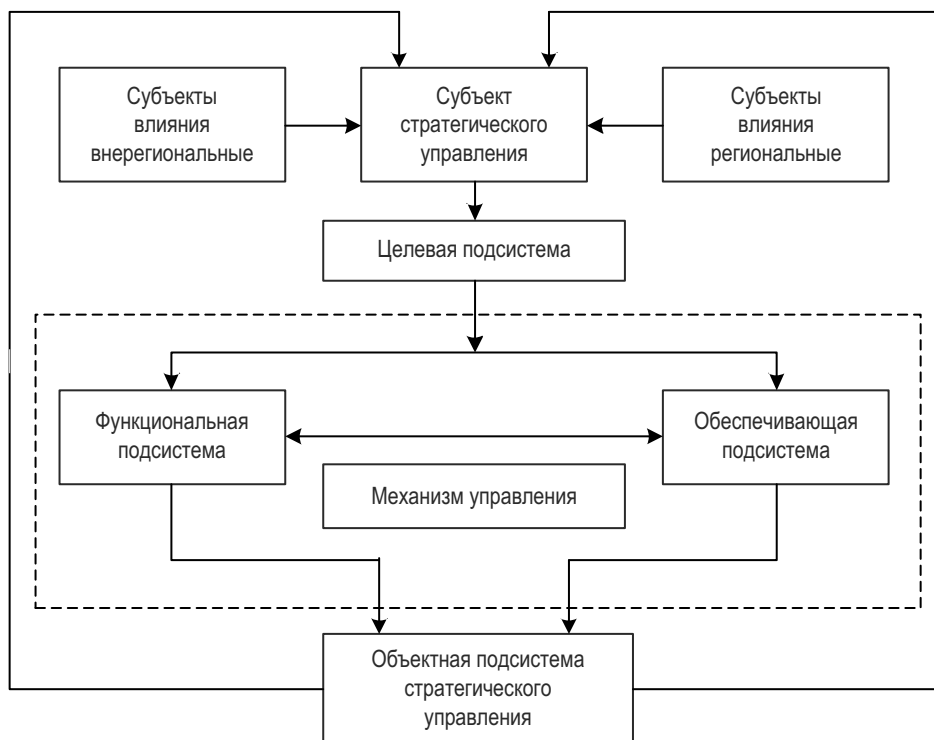 Субъекты
влияния
внерегиональные
Субъект
стратегического
управления
Субъекты
влияния
региональные
Целевая подсистема
Функциональная
подсистема
Обеспечивающая
подсистема
Механизм управления
Объектная подсистема
стратегического
управления